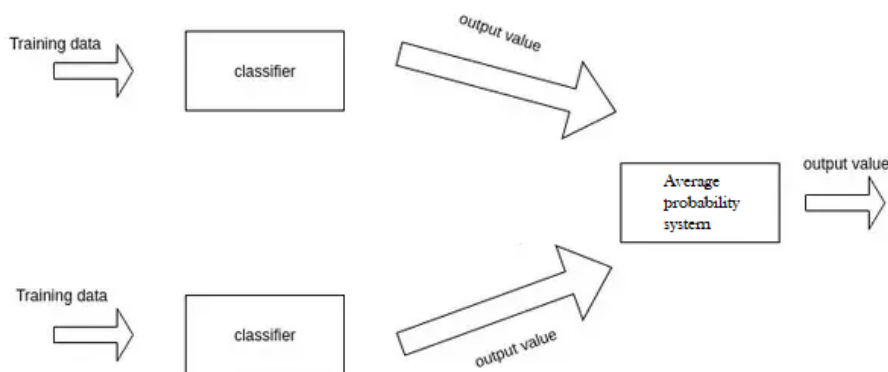 Training data
classifier
output value
Average
probability
system
output value
Training data
classifier
output value